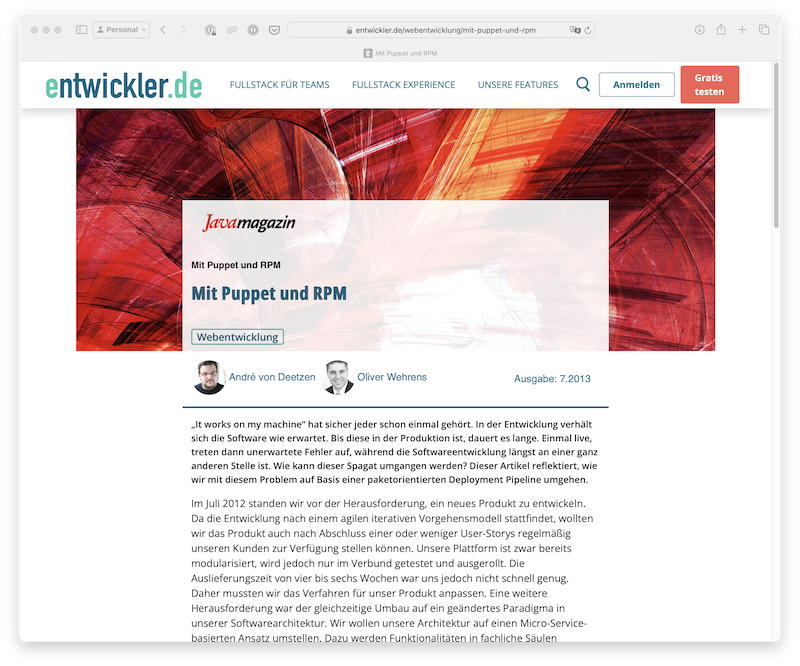 Personal
entwickler.de/webentwicklung/mit-puppet-und-rpm
Mit Puppet und RPM
entwickler.de
FULLSTACK FÜR TEAMS
FULLSTACK EXPERIENCE
UNSERE FEATURES
Anmelden
Gratis
testen
Javamagazin
Mit Puppet und RPM
Mit Puppet und RPM
Webentwicklung
André von Deetzen
Oliver Wehrens
Ausgabe: 7.2013
„It works on my machine“ hat sicher jeder schon einmal gehört. In der Entwicklung verhält
sich die Software wie erwartet. Bis diese in der Produktion ist, dauert es lange. Einmal live,
treten dann unerwartete Fehler auf, während die Softwareentwicklung längst an einer ganz
anderen Stelle ist. Wie kann dieser Spagat umgangen werden? Dieser Artikel reflektiert, wie
wir mit diesem Problem auf Basis einer paketorientierten Deployment Pipeline umgehen.
Im Juli 2012 standen wir vor der Herausforderung, ein neues Produkt zu entwickeln.
Da die Entwicklung nach einem agilen iterativen Vorgehensmodell stattfindet, wollten
wir das Produkt auch nach Abschluss einer oder weniger User-Storys regelmäßig
unseren Kunden zur Verfügung stellen können. Unsere Plattform ist zwar bereits
modularisiert, wird jedoch nur im Verbund getestet und ausgerollt. Die
Auslieferungszeit von vier bis sechs Wochen war uns jedoch nicht schnell genug.
Daher mussten wir das Verfahren für unser Produkt anpassen. Eine weitere
Herausforderung war der gleichzeitige Umbau auf ein geändertes Paradigma in
unserer Softwarearchitektur. Wir wollen unsere Architektur auf einen Micro-Service-
basierten Ansatz umstellen. Dazu werden Funktionalitäten in fachliche Säulen